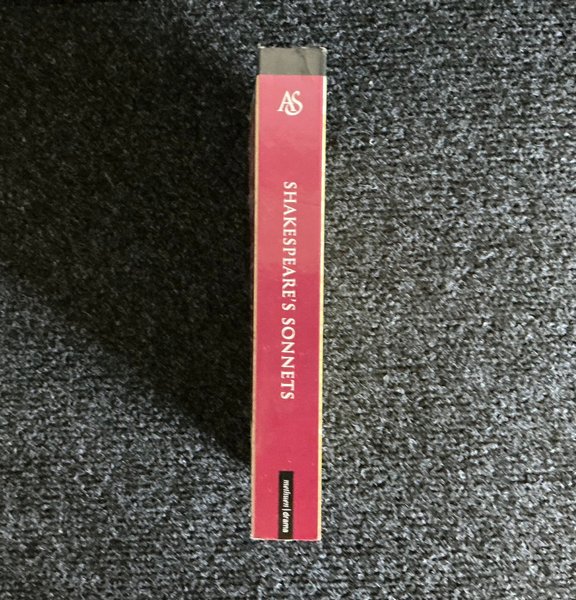 AS
SHAKESPEARE'S SONNETS
methuen | drama